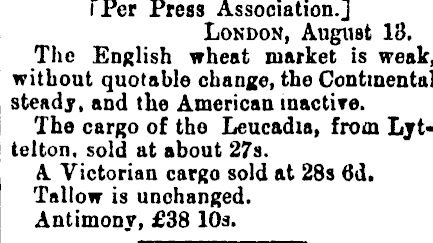 [Per Press Association.]
LONDON, August 13.
The English wheat market is weak,
without quotable change, the Continental
steady, and the American inactive.
The cargo of the Leucadia, from Lyt-
telton, sold at about 27s.
A Victorian cargo sold at 28s 6d.
Tallow is unchanged.
Antimony, £38 10s.